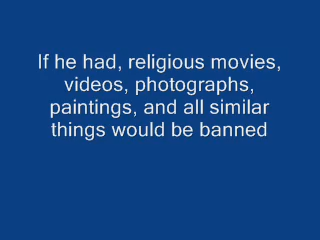 If he had, religious movies,
videos, photographs,
paintings, and all similar
things would be banned